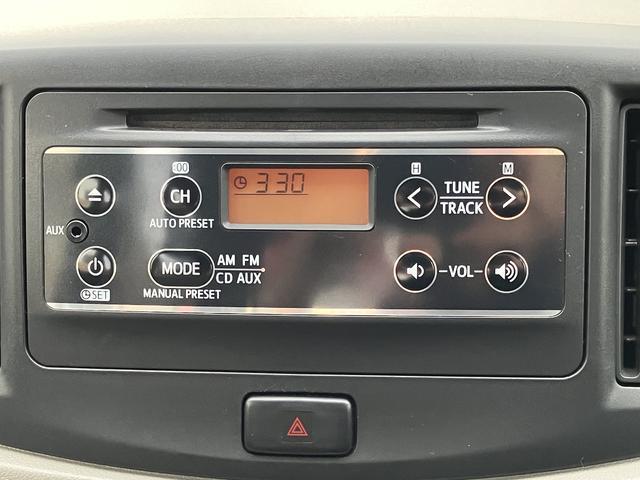 :00
H
M
CH
3 30
TUNE
TRACK
AUTO PRESET
AUX
MODE
AM FM
CD AUX
VOL
SET
MANUAL PRESET